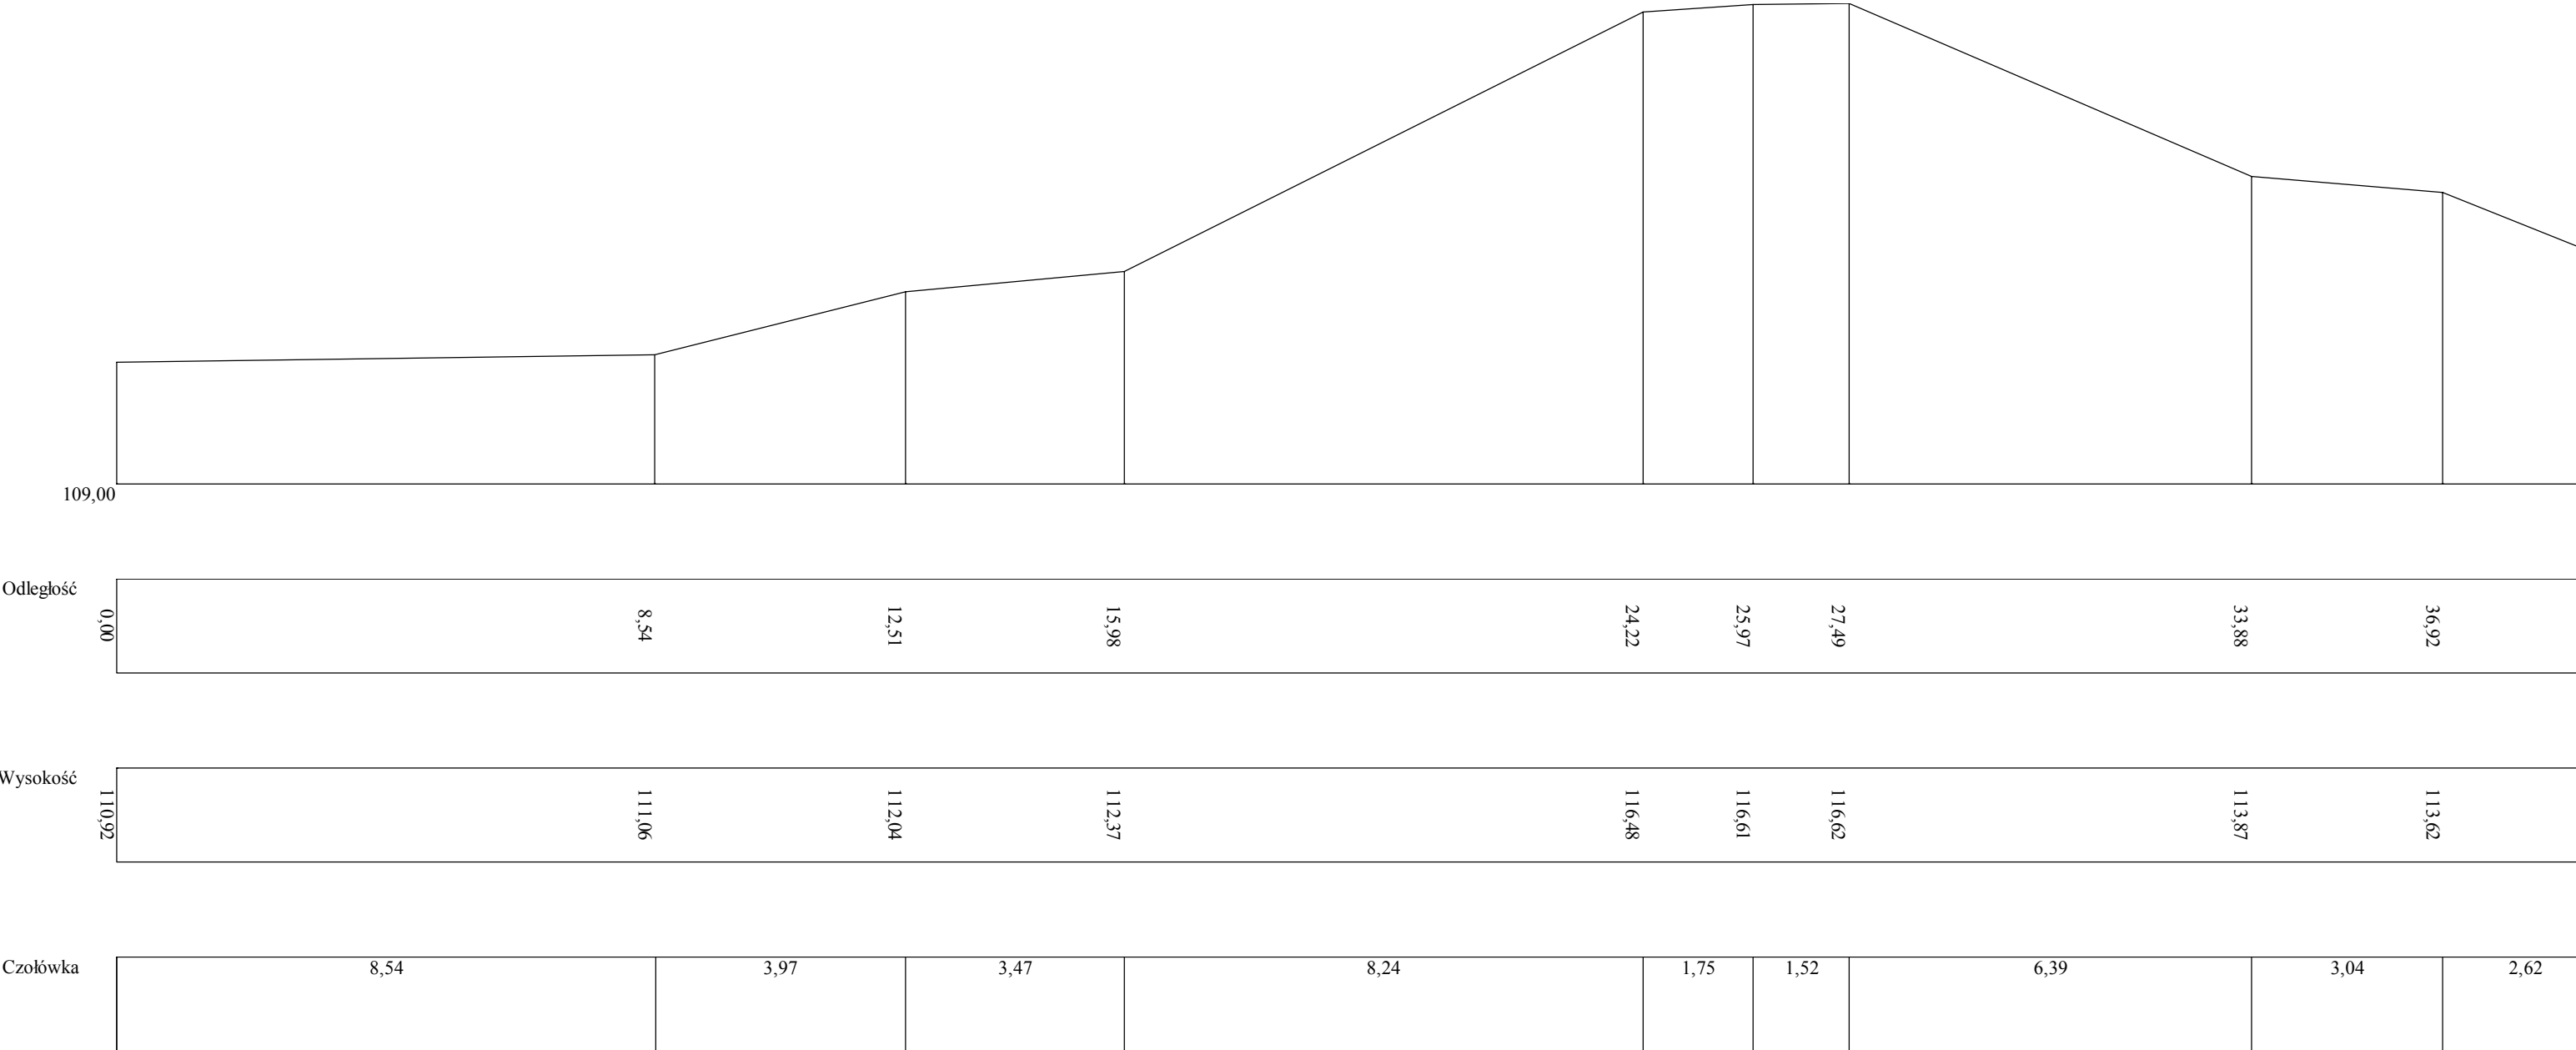 109,00
Odległość
0,00 8,54 12,51 15,98 24,22 25,97 27,49 33,88 36,92
Wysokość
110,92 111,06 112,04 112,37 116,48 116,61 116,62 113,87 113,62
Czołówka 8,54 3,97 3,47 8,24 1,75 1,52 6,39 3,04 2,62